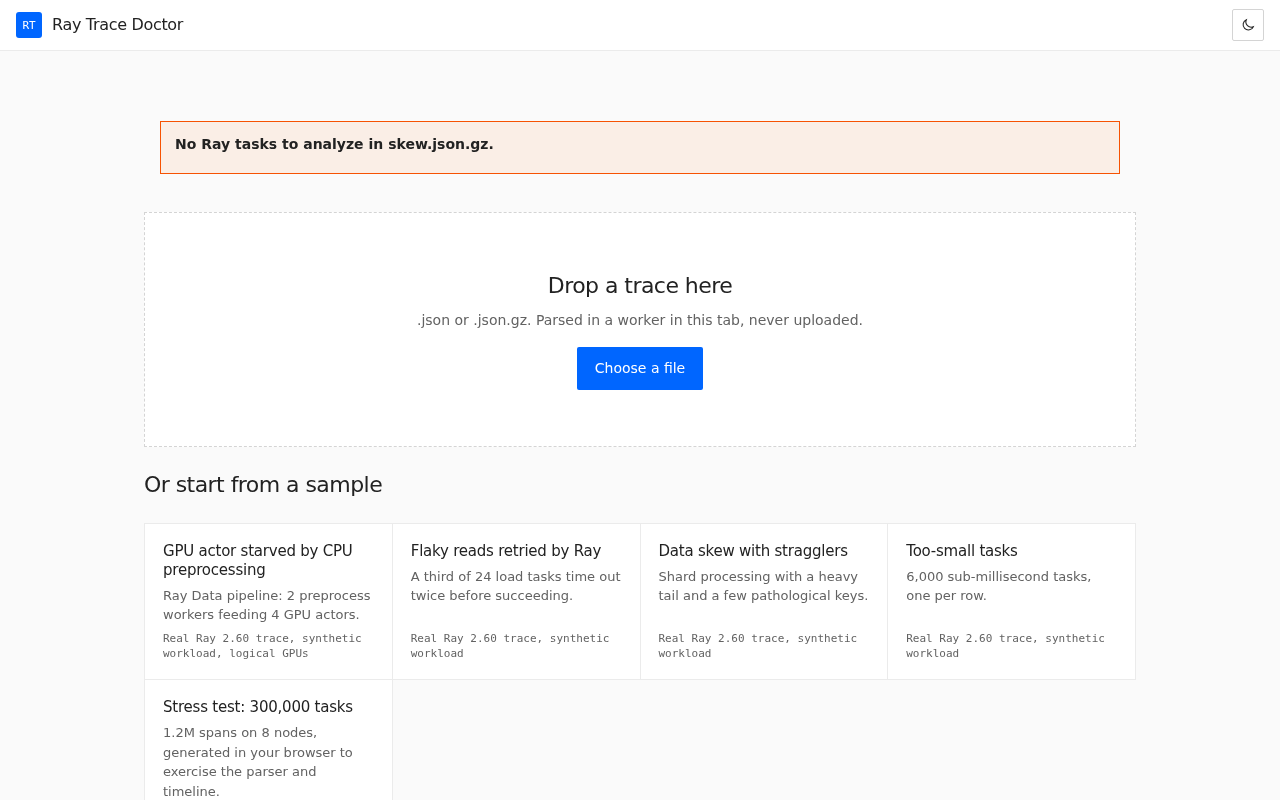 RT Ray Trace Doctor
No Ray tasks to analyze in skew.json.gz.
Drop a trace here
.json or .json.gz. Parsed in a worker in this tab, never uploaded.
Choose a file
Or start from a sample
GPU actor starved by CPU
preprocessing
Ray Data pipeline: 2 preprocess
workers feeding 4 GPU actors.
Real Ray 2.60 trace, synthetic
workload, logical GPUs
Flaky reads retried by Ray
A third of 24 load tasks time out
twice before succeeding.
Real Ray 2.60 trace, synthetic
workload
Data skew with stragglers
Shard processing with a heavy
tail and a few pathological keys.
Real Ray 2.60 trace, synthetic
workload
Too-small tasks
6,000 sub-millisecond tasks,
one per row.
Real Ray 2.60 trace, synthetic
workload
Stress test: 300,000 tasks
1.2M spans on 8 nodes,
generated in your browser to
exercise the parser and
timeline.